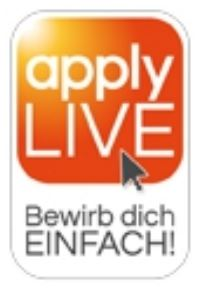 apply
LIVE
Bewirb dich
EINFACH!